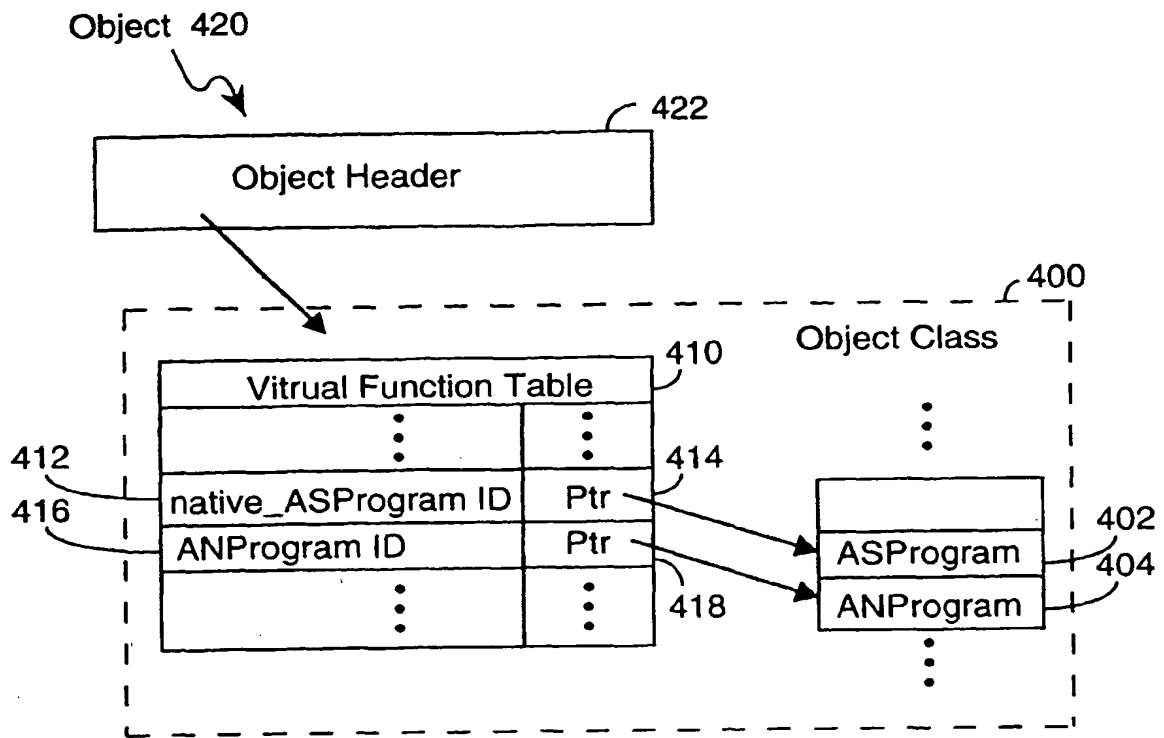 Object 420
422
Object Header
400
Object Class
410
Vitrual Function Table
412
414
native_ASProgram ID
Ptr
416
ANProgram ID
Ptr
418
402
ASProgram
404
ANProgram